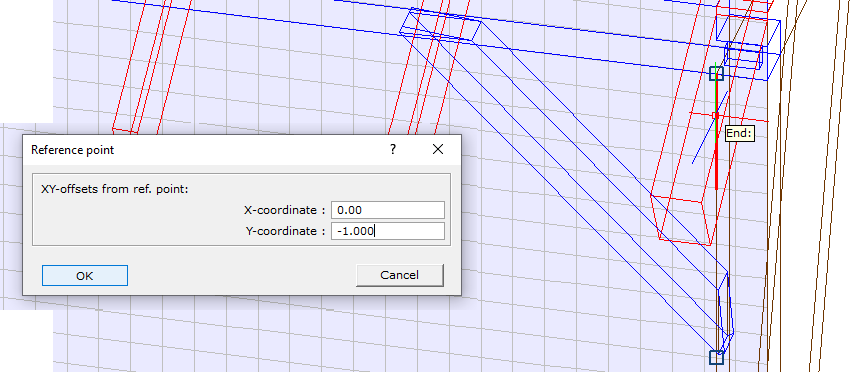 Reference point
?
XY-offsets from ref. point:
X-coordinate : 0.00
Y-coordinate : -1.000
OK
Cancel
End: